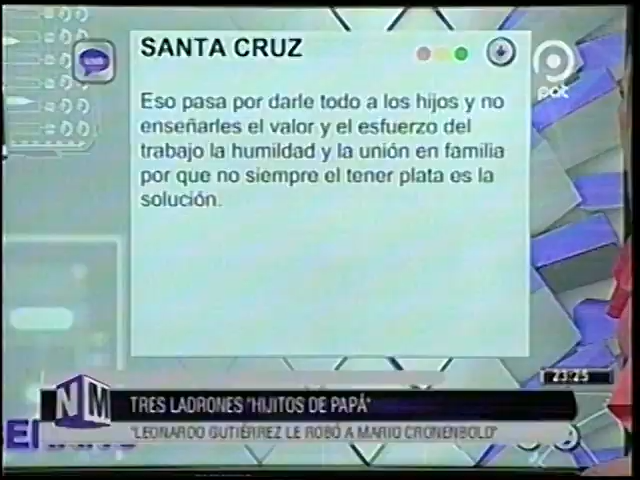 SANTA CRUZ
pat
Eso pasa por darle todo a los hijos y no
enseñarles el valor y el esfuerzo del
trabajo la humildad y la unión en familia
por que no siempre el tener plata es la
solución.
23:25
NM
TRES LADRONES "HIJITOS DE PAPÁ"
"LEONARDO GUTIÉRREZ LE ROBÓ A MARIO CRONENBOLD"